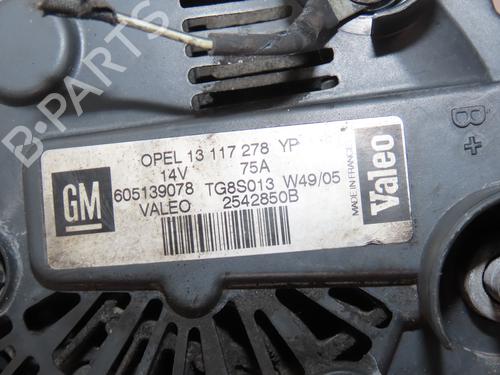 B-PARTS
OPEL 13 117 278 YP
14V 75A
605139078 TG8S013 W49/05
VALEO 2542850B
GM
MADE IN FRANCE
Valeo
B+